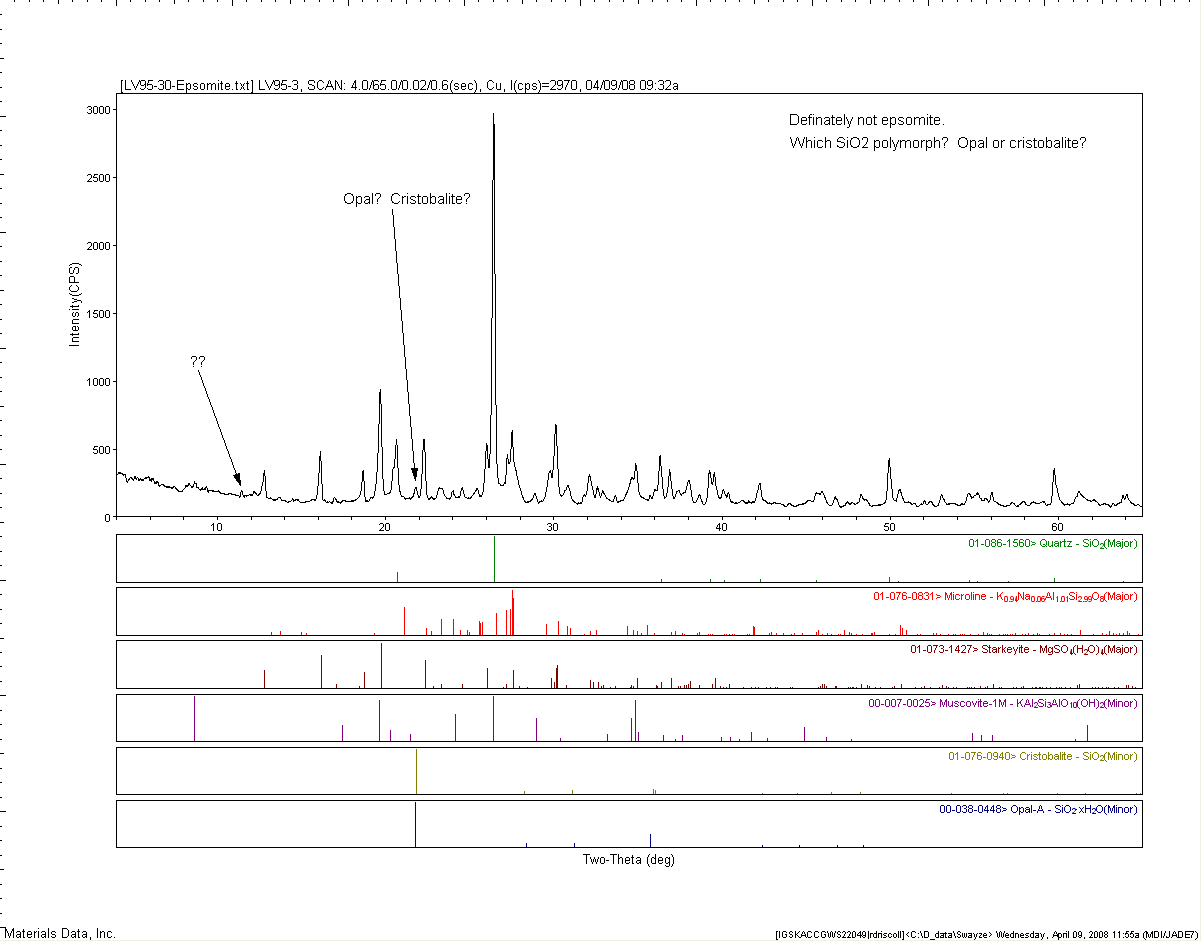 [LV95-30-Epsomite.txt] LV95-3, SCAN: 4.0/65.0/0.02/0.6(sec), Cu, I(cps)=2970, 04/09/08 09:32a
Definately not epsomite.
Which SiO2 polymorph? Opal or cristobalite?
Opal? Cristobalite?
??
Intensity(CPS)
3000
2500
2000
1500
1000
500
0
10 20 30 40 50 60
01-086-1560> Quartz - SiO2(Major)
01-076-0831> Microline - K0.94Na0.06Al1.01Si2.99O8(Major)
01-073-1427> Starkeyite - MgSO4(H2O)4(Major)
00-007-0025> Muscovite-1M - KAl2Si3AlO10(OH)2(Minor)
01-076-0940> Cristobalite - SiO2(Minor)
00-038-0448> Opal-A - SiO2·xH2O(Minor)
Two-Theta (deg)
Materials Data, Inc.
[IGSKACCGWS22049|rdriscoll]<C:\D_data\Swayze> Wednesday, April 09, 2008 11:55a (MDI/JADE7)